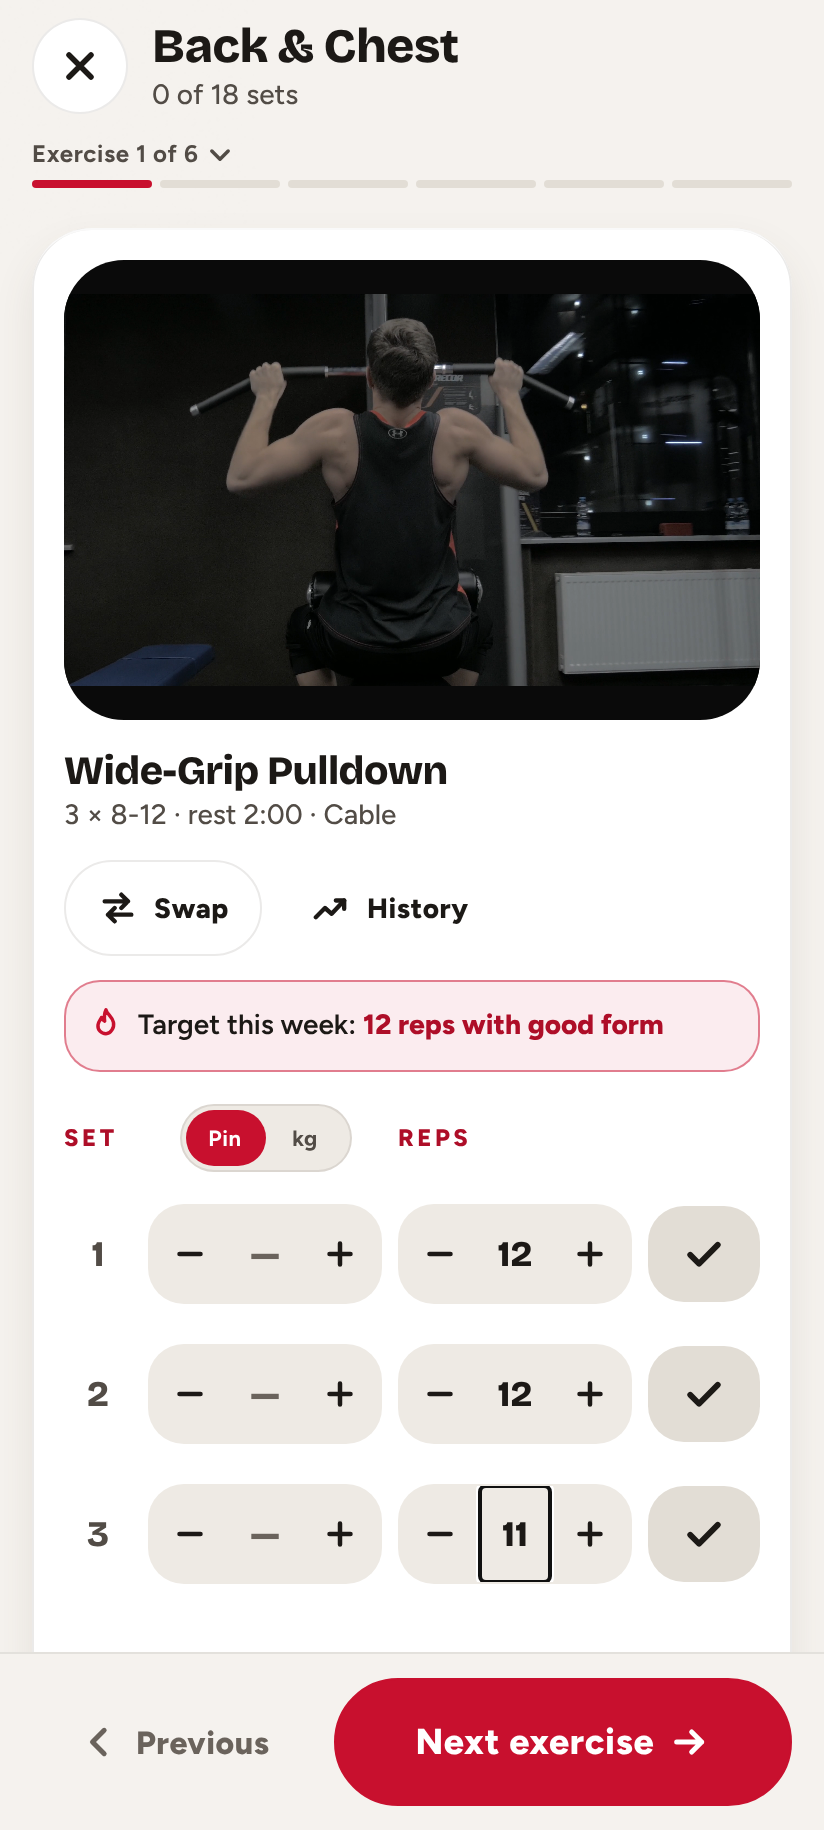 Back & Chest
0 of 18 sets
Exercise 1 of 6
Wide-Grip Pulldown
3 × 8-12 · rest 2:00 · Cable
Swap
History
Target this week: 12 reps with good form
SET Pin kg REPS
1 − – + − 12 +
2 − – + − 12 +
3 − – + − 11 +
Previous
Next exercise →